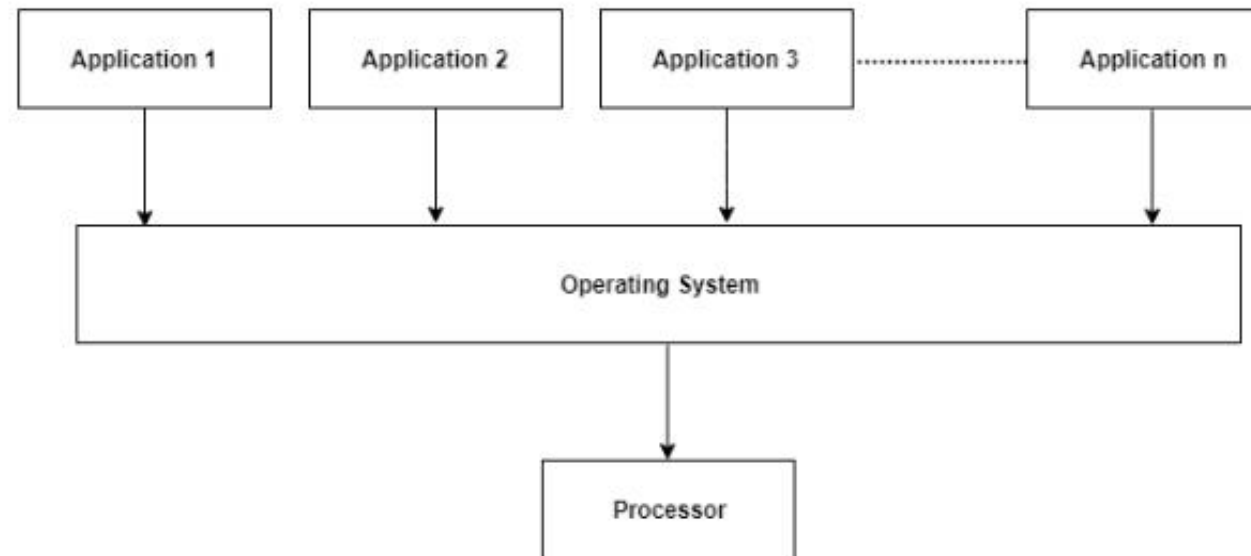 Application 1
Application 2
Application 3
Application n
Operating System
Processor